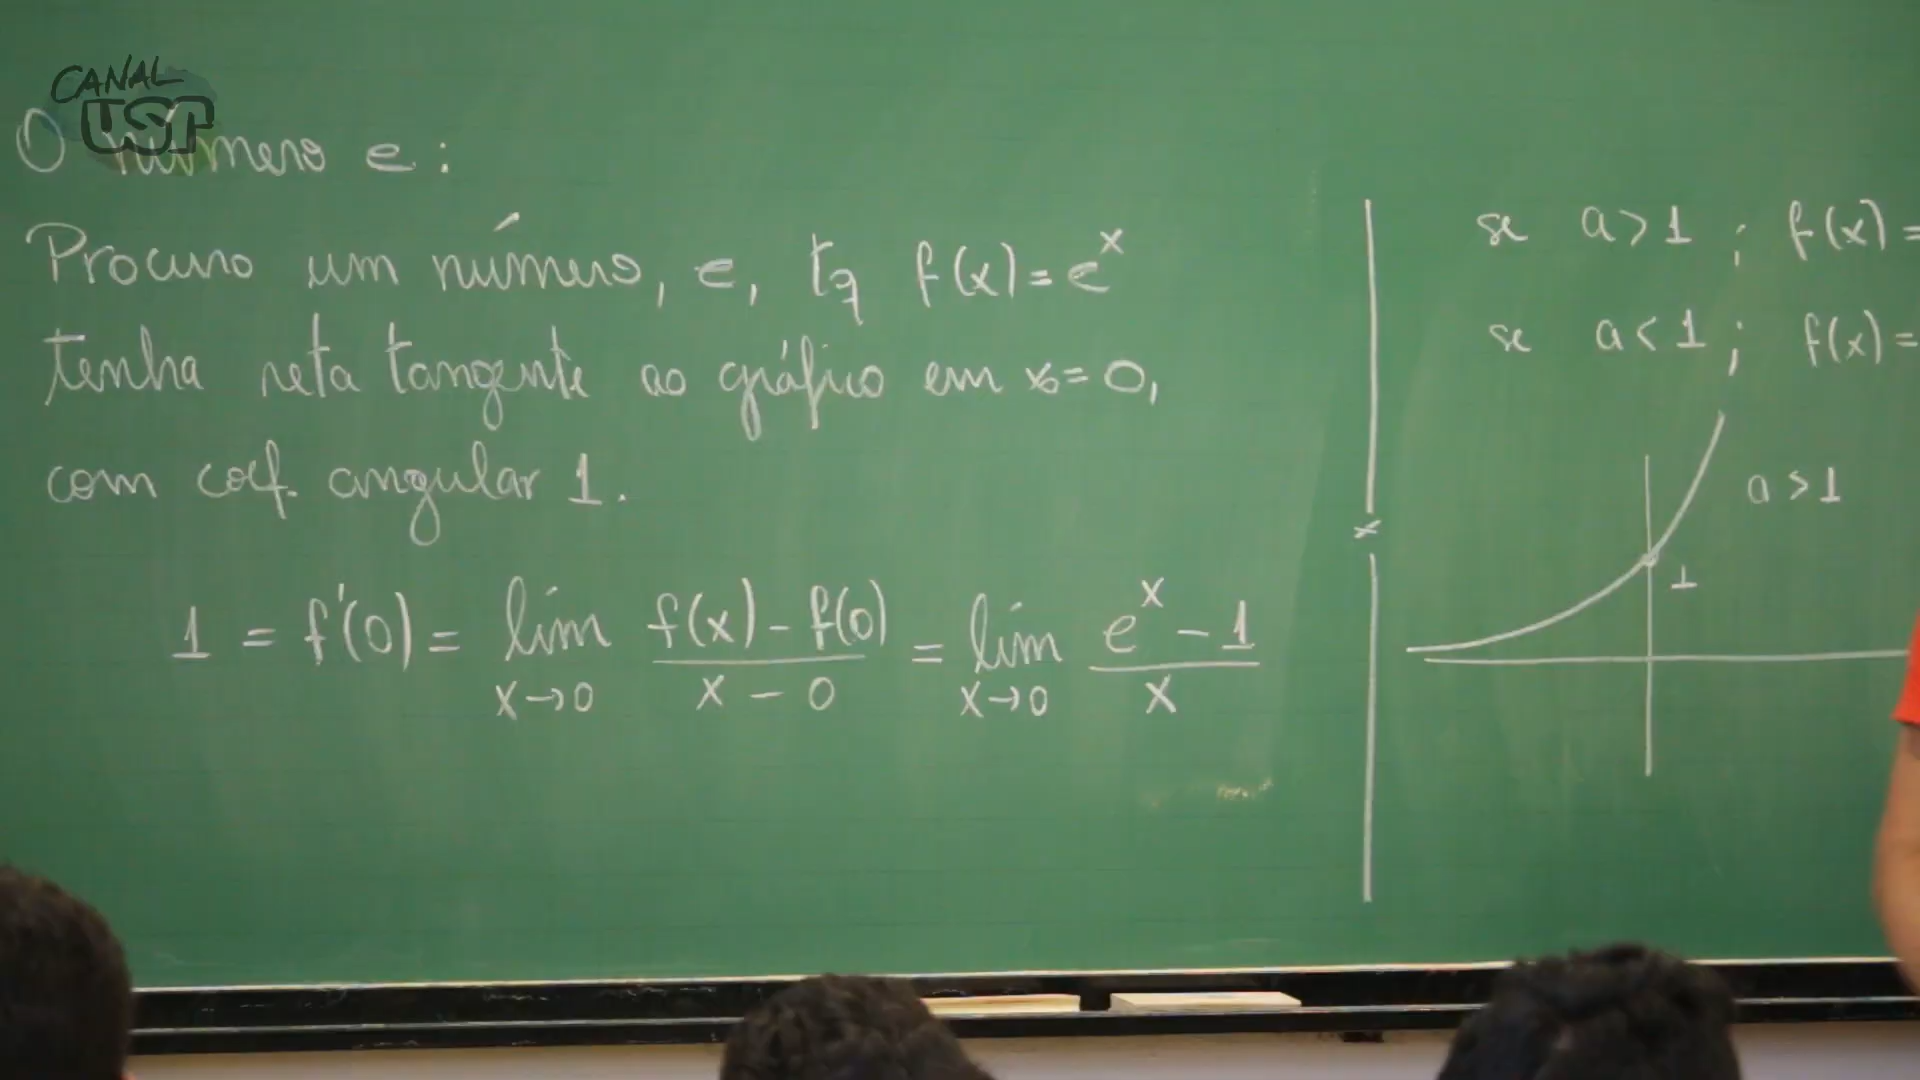 CANAL
USP
O número e:
Procuro um número, e, tq f(x) = e^x
tenha reta tangente ao gráfico em x₀ = 0,
com coef. angular 1.
1 = f'(0) = lim x→0 f(x) - f(0) / x - 0 = lim x→0 e^x - 1 / x
se a > 1 ; f(x) =
se a < 1 ; f(x) =
a > 1
1